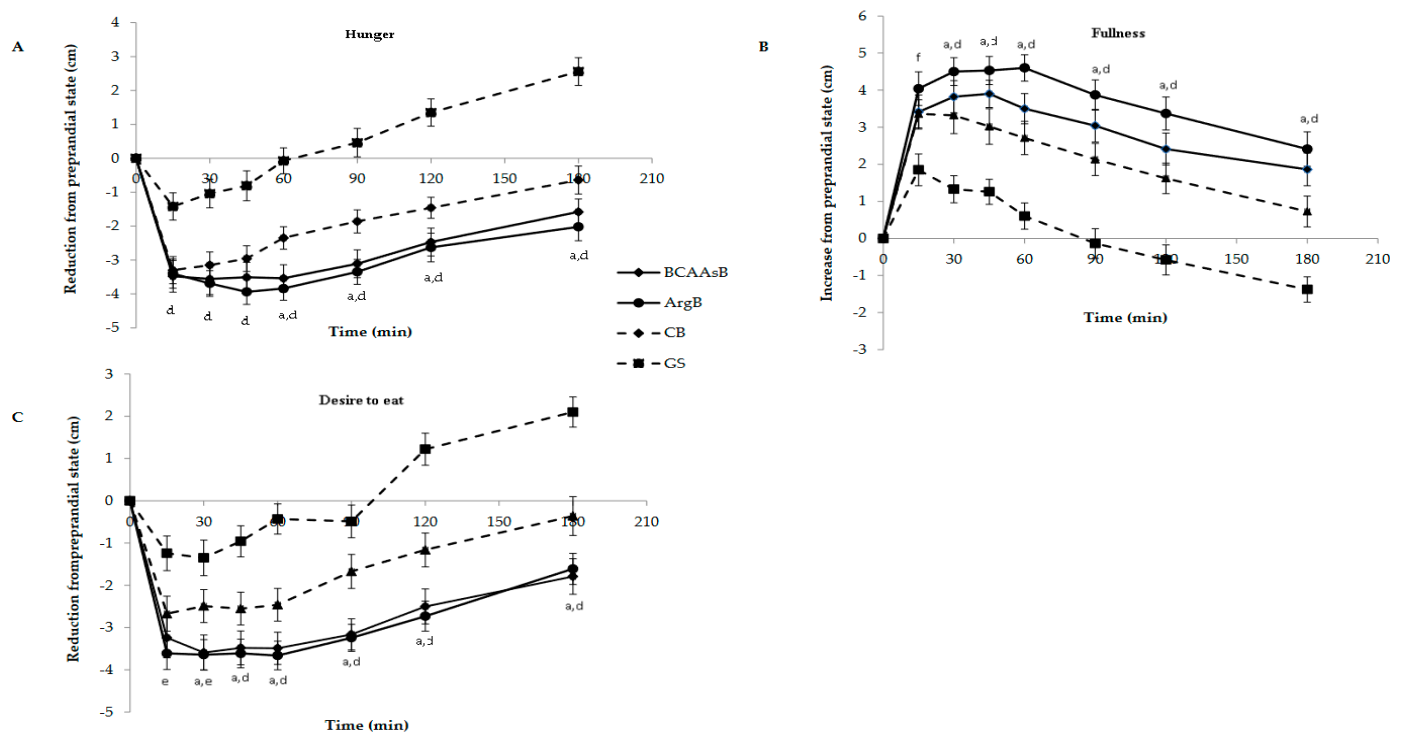 A
Hunger
Reduction from preprandial state (cm)
4
3
2
1
0
-1
-2
-3
-4
-5
0 30 60 90 120 150 180 210
d d d a,d a,d a,d a,d
Time (min)
B
Fullness
Increase from preprandial state (cm)
6
5
4
3
2
1
0
-1
-2
-3
0 30 60 90 120 150 180 210
f a,d a,d a,d a,d a,d a,d
Time (min)
BCAAsB
ArgB
CB
GS
C
Desire to eat
Reduction frompreprandial state (cm)
3
2
1
0
-1
-2
-3
-4
-5
0 30 60 90 120 150 180 210
e a,e a,d a,d a,d a,d a,d
Time (min)